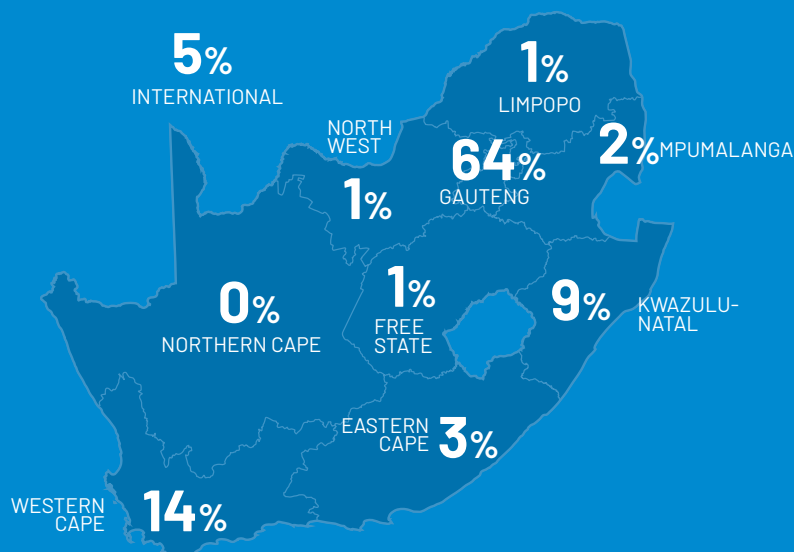 5%
INTERNATIONAL
1%
LIMPOPO
NORTH
WEST
1%
64%
GAUTENG
2%
MPUMALANGA
0%
NORTHERN CAPE
1%
FREE
STATE
9%
KWAZULU-
NATAL
EASTERN
CAPE
3%
WESTERN
CAPE
14%